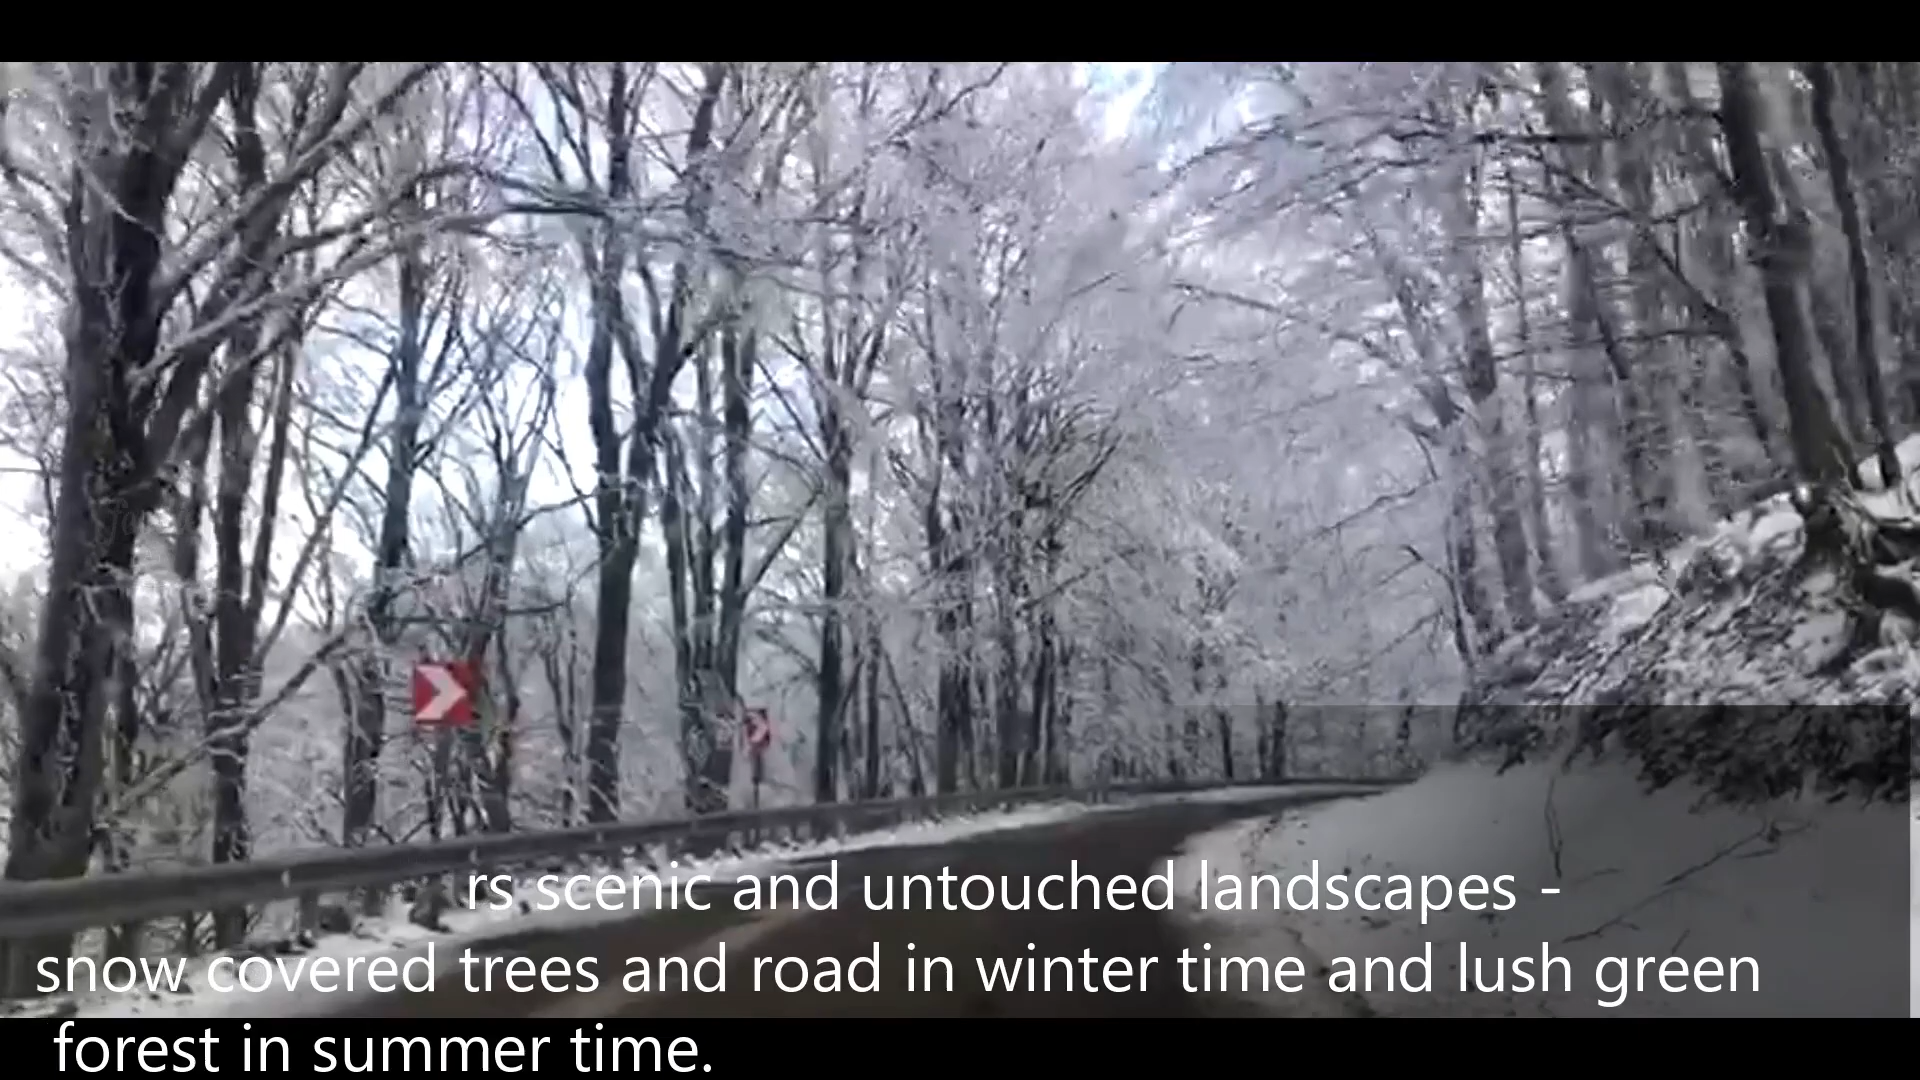 rs scenic and untouched landscapes -
snow covered trees and road in winter time and lush green
forest in summer time.